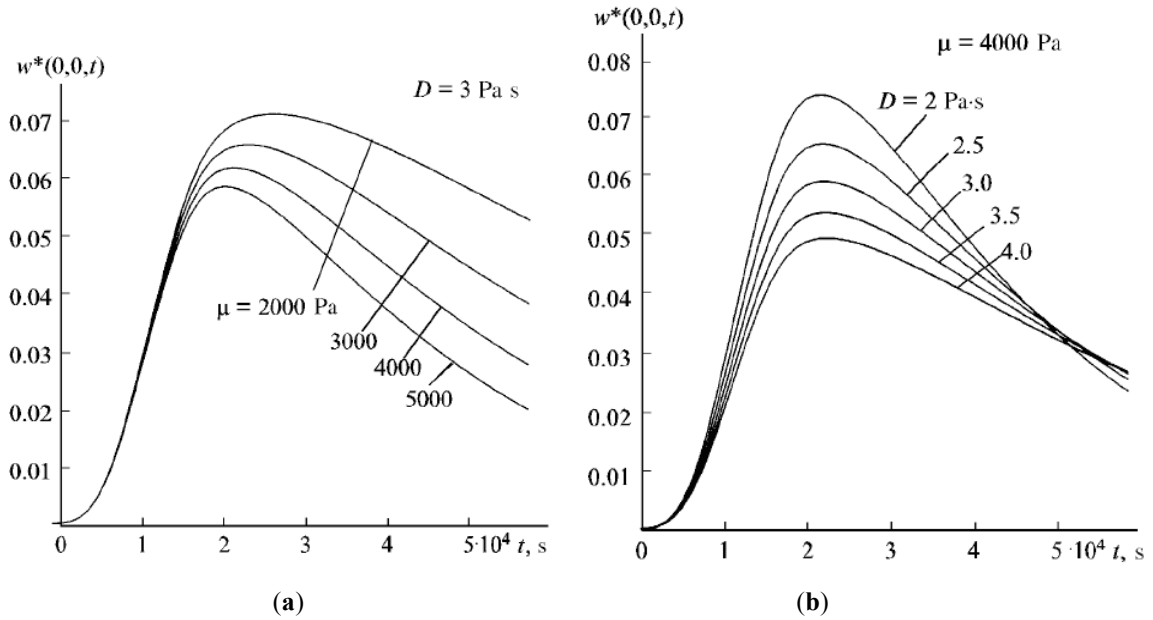 w*(0,0,t)
D = 3 Pa s
0.07
0.06
0.05
0.04
0.03
0.02
0.01
μ = 2000 Pa
3000
4000
5000
0 1 2 3 4 5·10⁴ t, s
(a)
w*(0,0,t)
μ = 4000 Pa
0.08
0.07
0.06
0.05
0.04
0.03
0.02
0.01
D = 2 Pa·s
2.5
3.0
3.5
4.0
0 1 2 3 4 5·10⁴ t, s
(b)